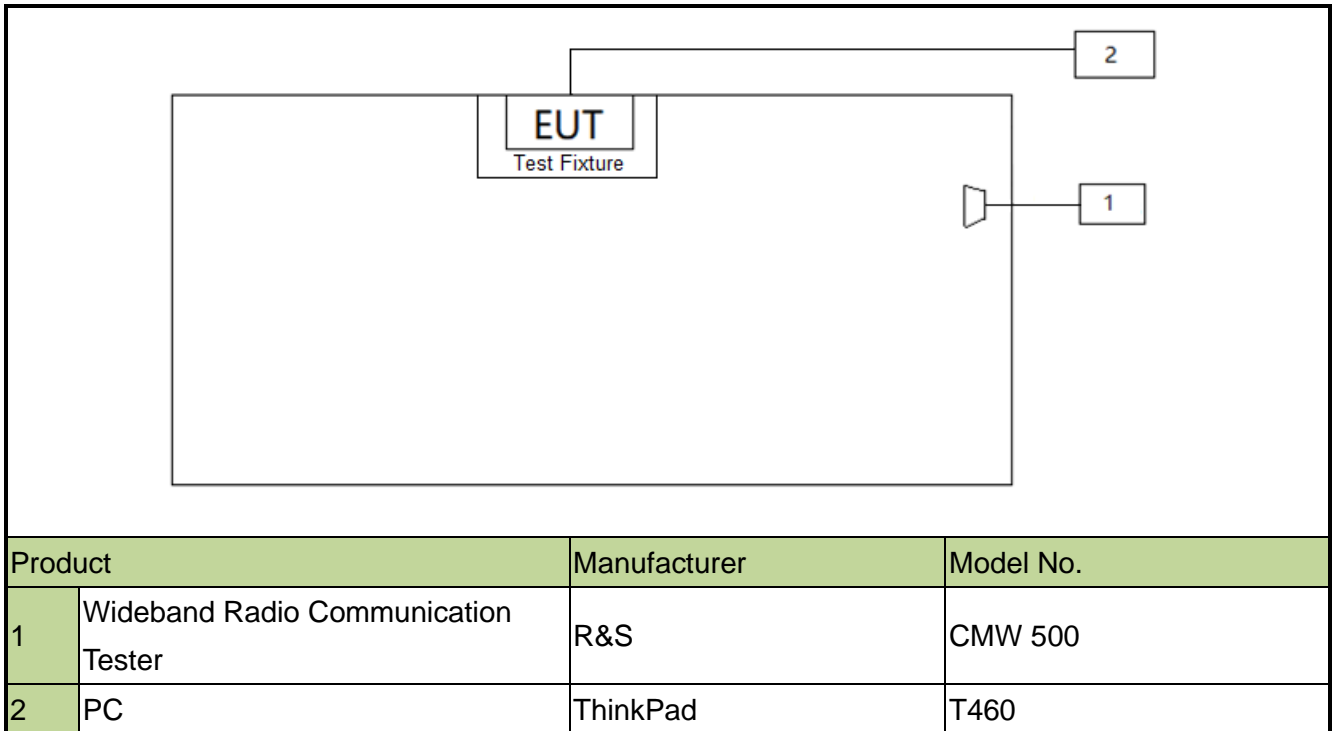 2
EUT
Test Fixture
1
Product Manufacturer Model No.
1 Wideband Radio Communication Tester R&S CMW 500
2 PC ThinkPad T460